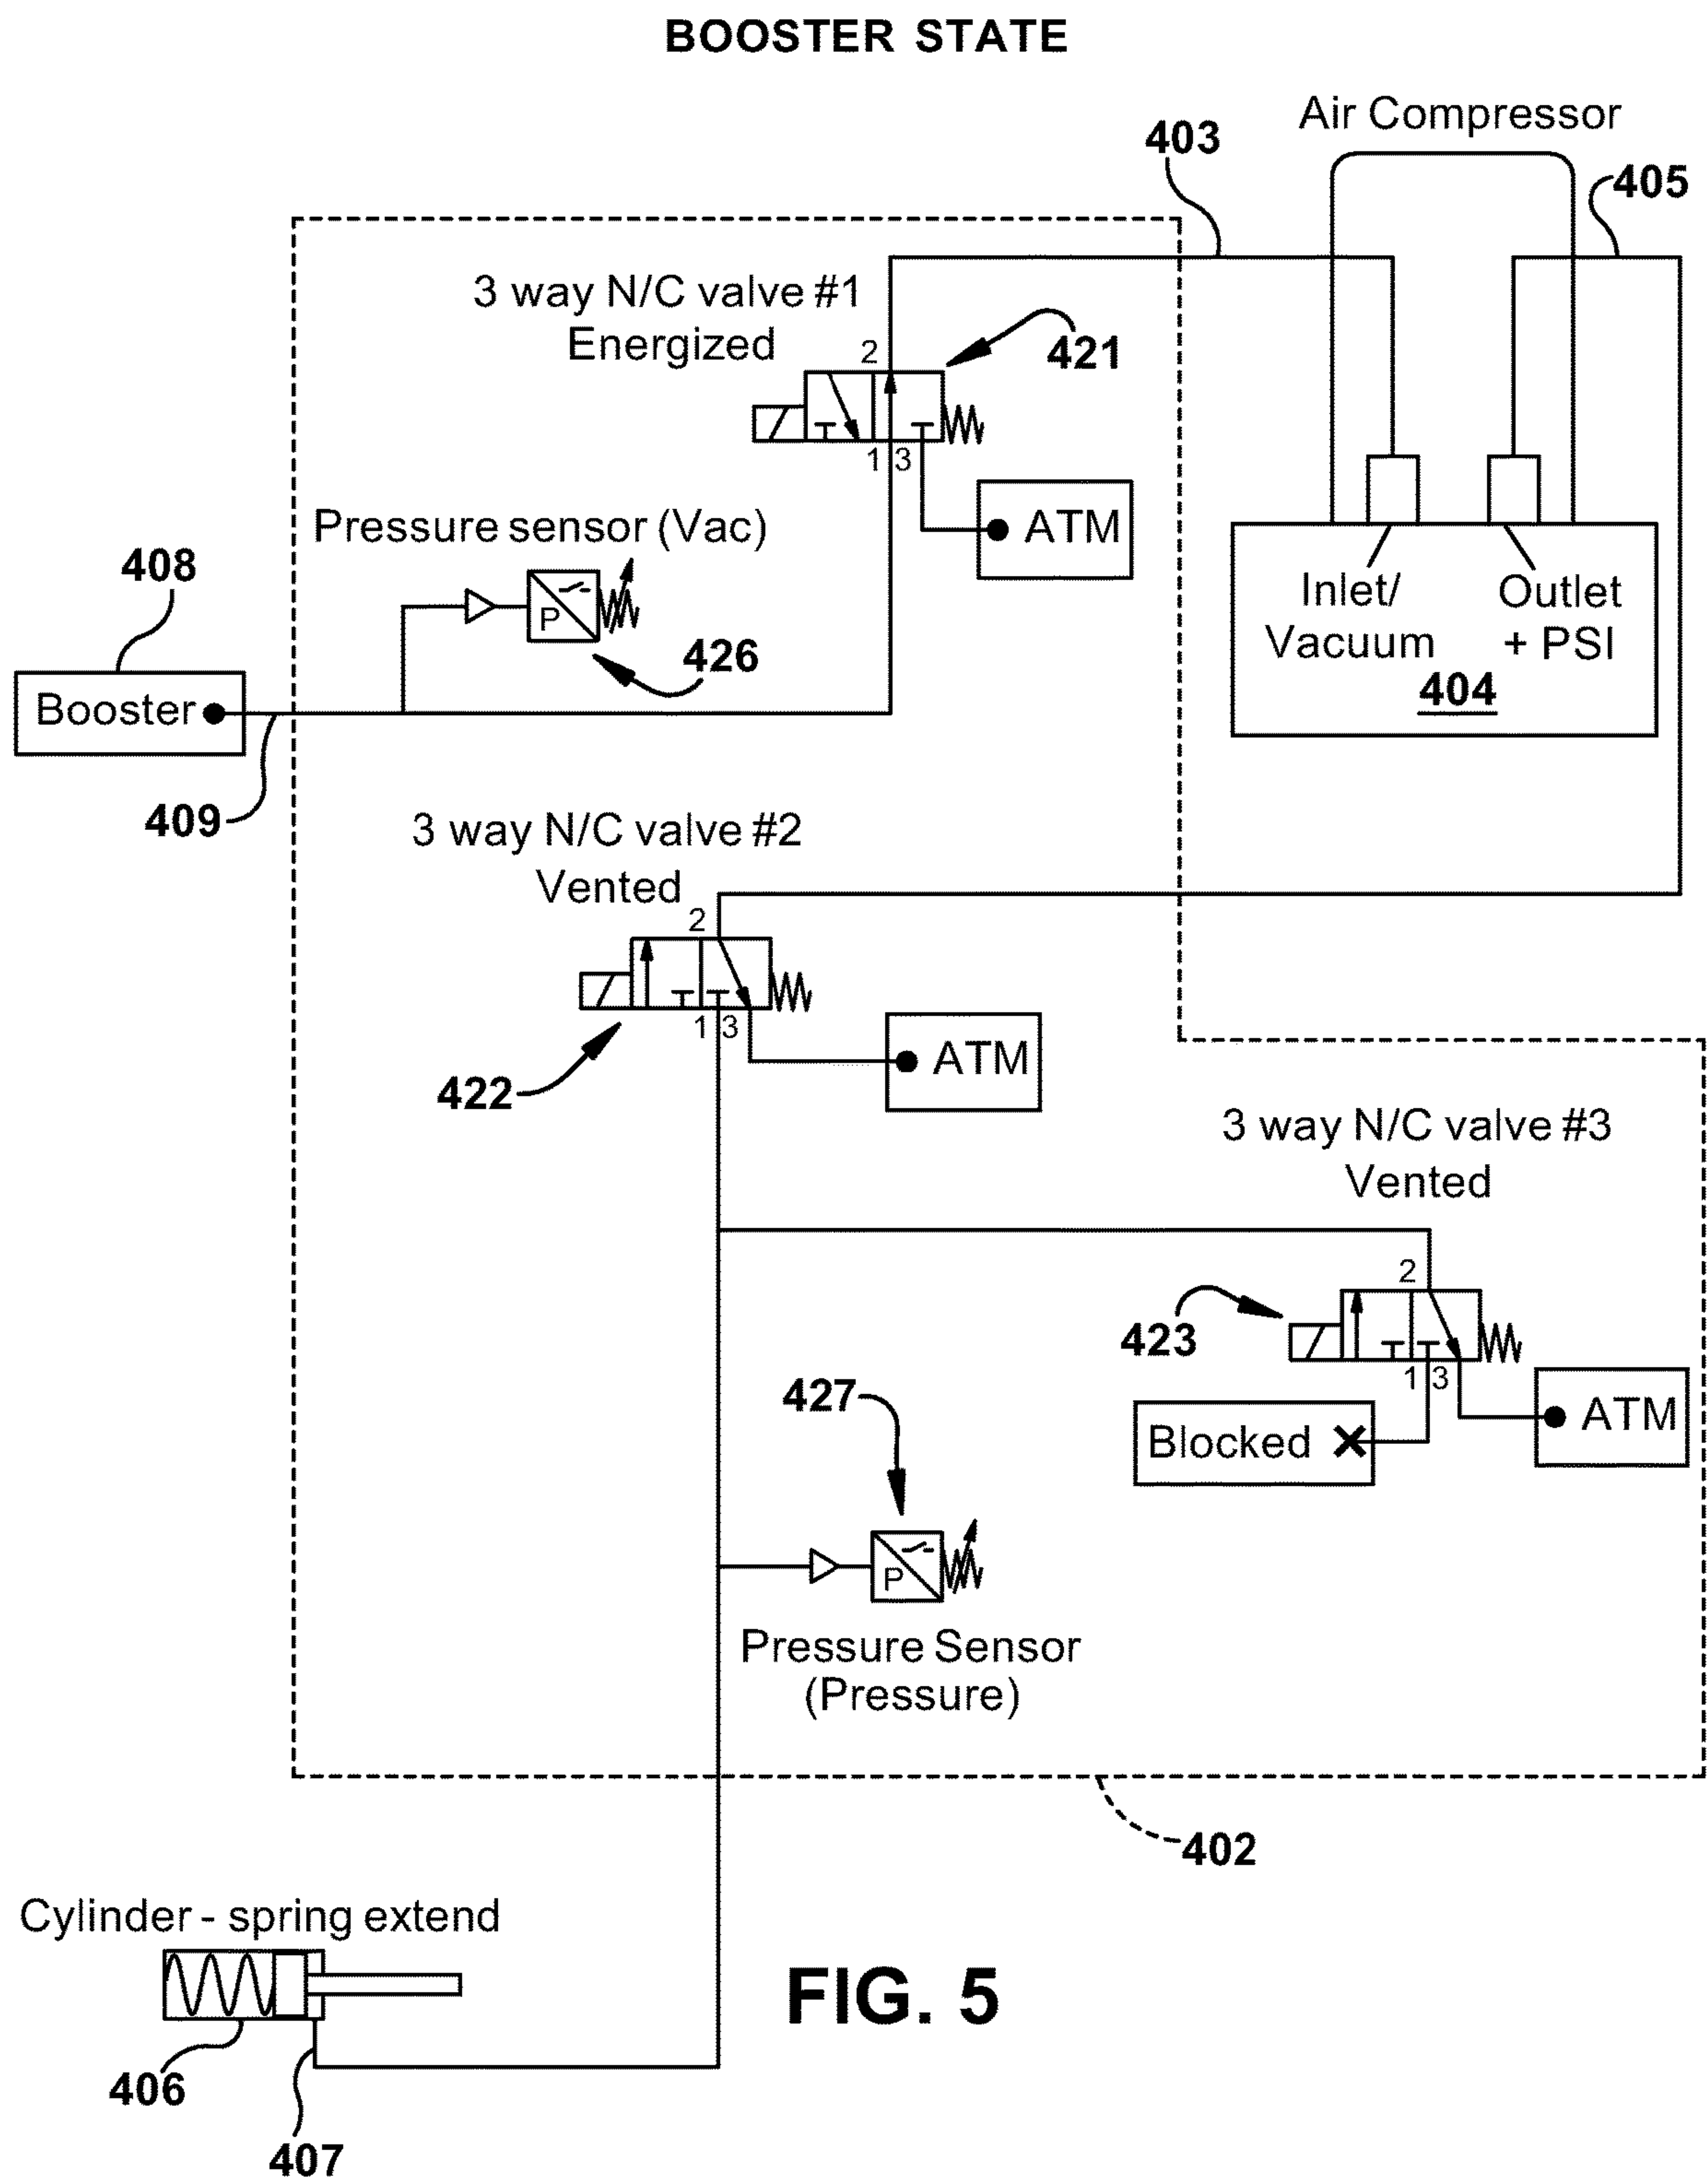 BOOSTER STATE
Air Compressor
403
405
3 way N/C valve #1
Energized
2
421
1 3
ATM
Pressure sensor (Vac)
P
426
408
Booster
409
Inlet/
Vacuum
Outlet
+ PSI
404
3 way N/C valve #2
Vented
2
1 3
422
ATM
3 way N/C valve #3
Vented
2
423
1 3
Blocked
ATM
427
P
Pressure Sensor
(Pressure)
402
Cylinder - spring extend
406
407
FIG. 5